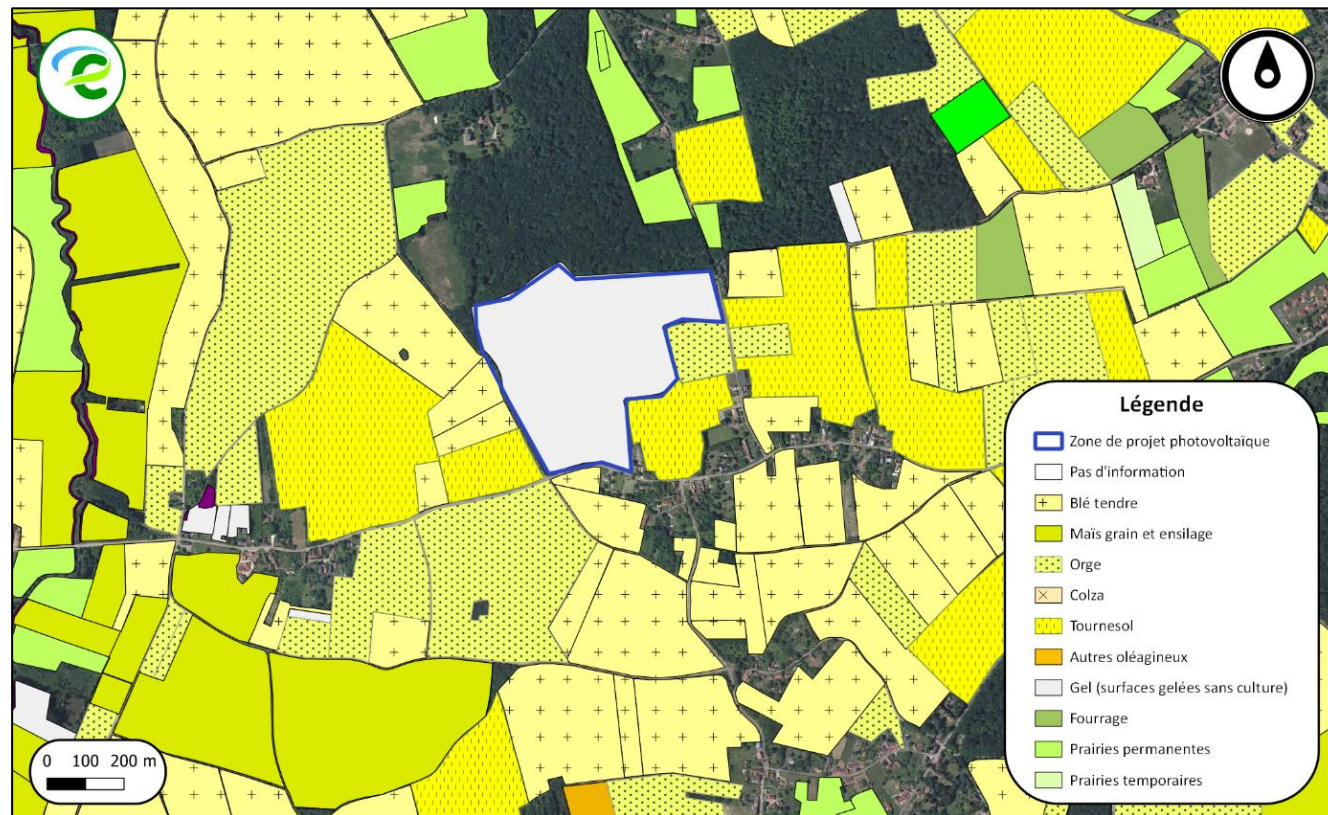 Légende
Zone de projet photovoltaïque
Pas d'information
Blé tendre
Maïs grain et ensilage
Orge
Colza
Tournesol
Autres oléagineux
Gel (surfaces gelées sans culture)
Fourrage
Prairies permanentes
Prairies temporaires
0 100 200 m